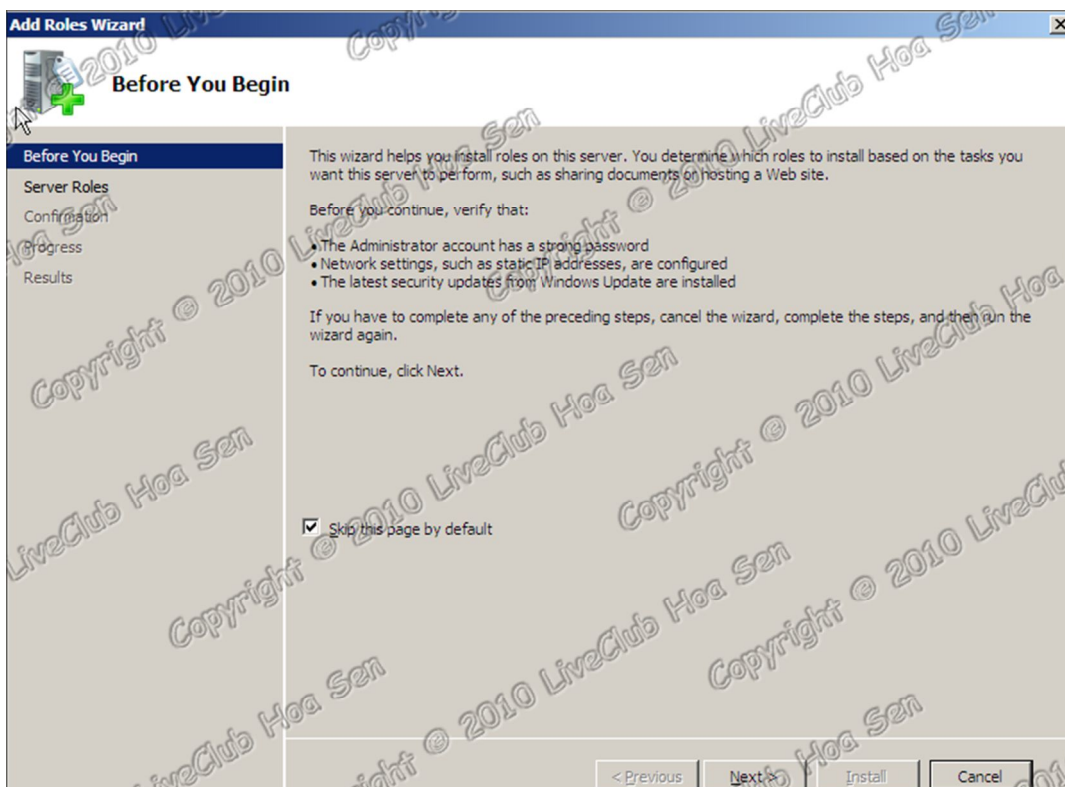 Add Roles Wizard
Before You Begin
Before You Begin
Server Roles
Confirmation
Progress
Results
This wizard helps you install roles on this server. You determine which roles to install based on the tasks you
want this server to perform, such as sharing documents or hosting a Web site.
Before you continue, verify that:
• The Administrator account has a strong password
• Network settings, such as static IP addresses, are configured
• The latest security updates from Windows Update are installed
If you have to complete any of the preceding steps, cancel the wizard, complete the steps, and then run the
wizard again.
To continue, click Next.
Skip this page by default
< Previous
Next >
Install
Cancel
Copyright © 2010 LiveClub Hoa Sen
Copyright © 2010 LiveClub Hoa Sen
Copyright © 2010 LiveClub Hoa Sen